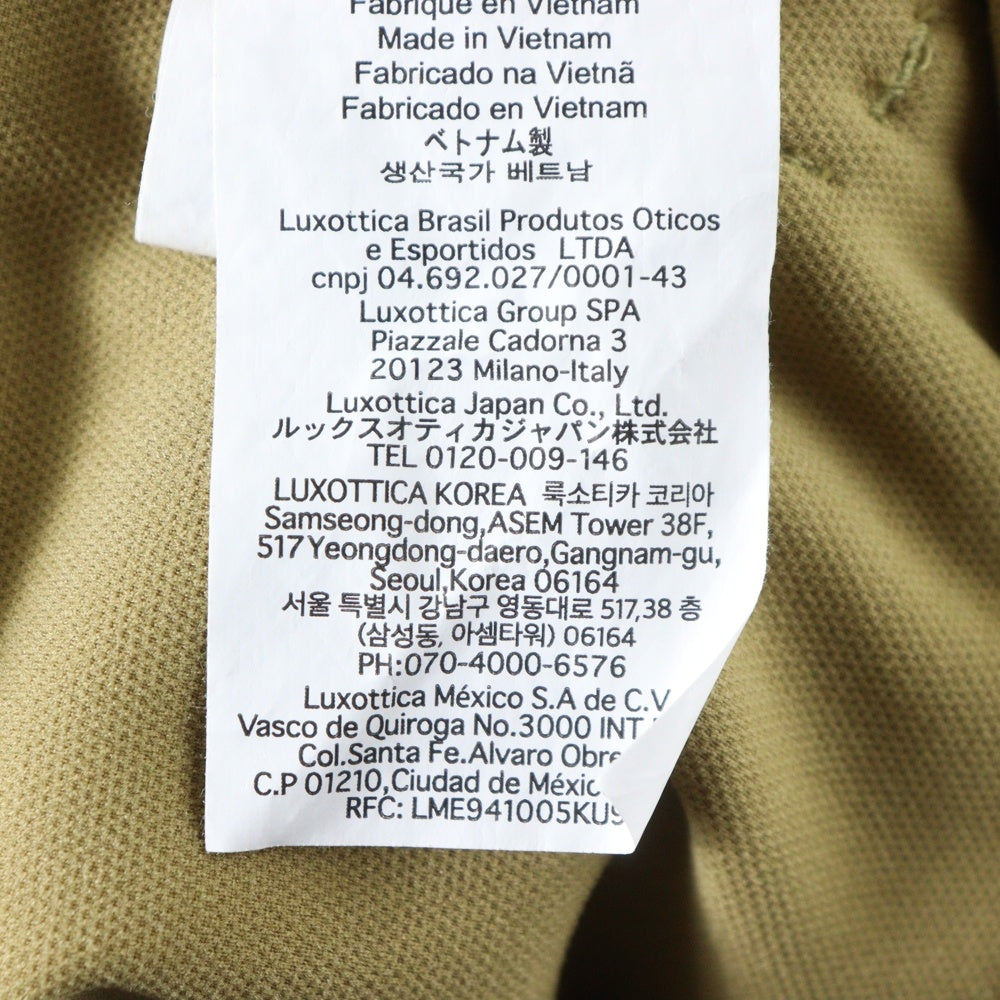 Fabriqué en Vietnam
Made in Vietnam
Fabricado na Vietnã
Fabricado en Vietnam
ベトナム製
생산국가 베트남
Luxottica Brasil Produtos Oticos
e Esportidos LTDA
cnpj 04.692.027/0001-43
Luxottica Group SPA
Piazzale Cadorna 3
20123 Milano-Italy
Luxottica Japan Co., Ltd.
ルックスオティカジャパン株式会社
TEL 0120-009-146
LUXOTTICA KOREA 룩소티카 코리아
Samseong-dong,ASEM Tower 38F,
517 Yeongdong-daero,Gangnam-gu,
Seoul,Korea 06164
서울 특별시 강남구 영동대로 517,38 층
(삼성동, 아셈타워) 06164
PH:070-4000-6576
Luxottica México S.A de C.V
Vasco de Quiroga No.3000 INT
Col.Santa Fe.Alvaro
C.P 01210,Ciudad de
RFC: